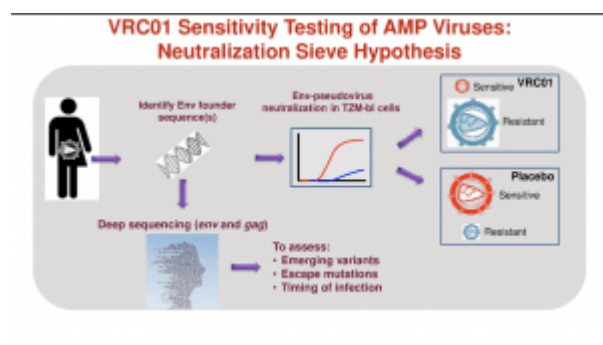 VRC01 Sensitivity Testing of AMP Viruses:
Neutralization Sieve Hypothesis
Identify Env founder
sequence(s)
Env-pseudovirus
neutralization in TZM-bl cells
VRC01
Sensitive
Resistant
Placebo
Sensitive
Resistant
Deep sequencing (env and gag)
To assess:
• Emerging variants
• Escape mutations
• Timing of infection